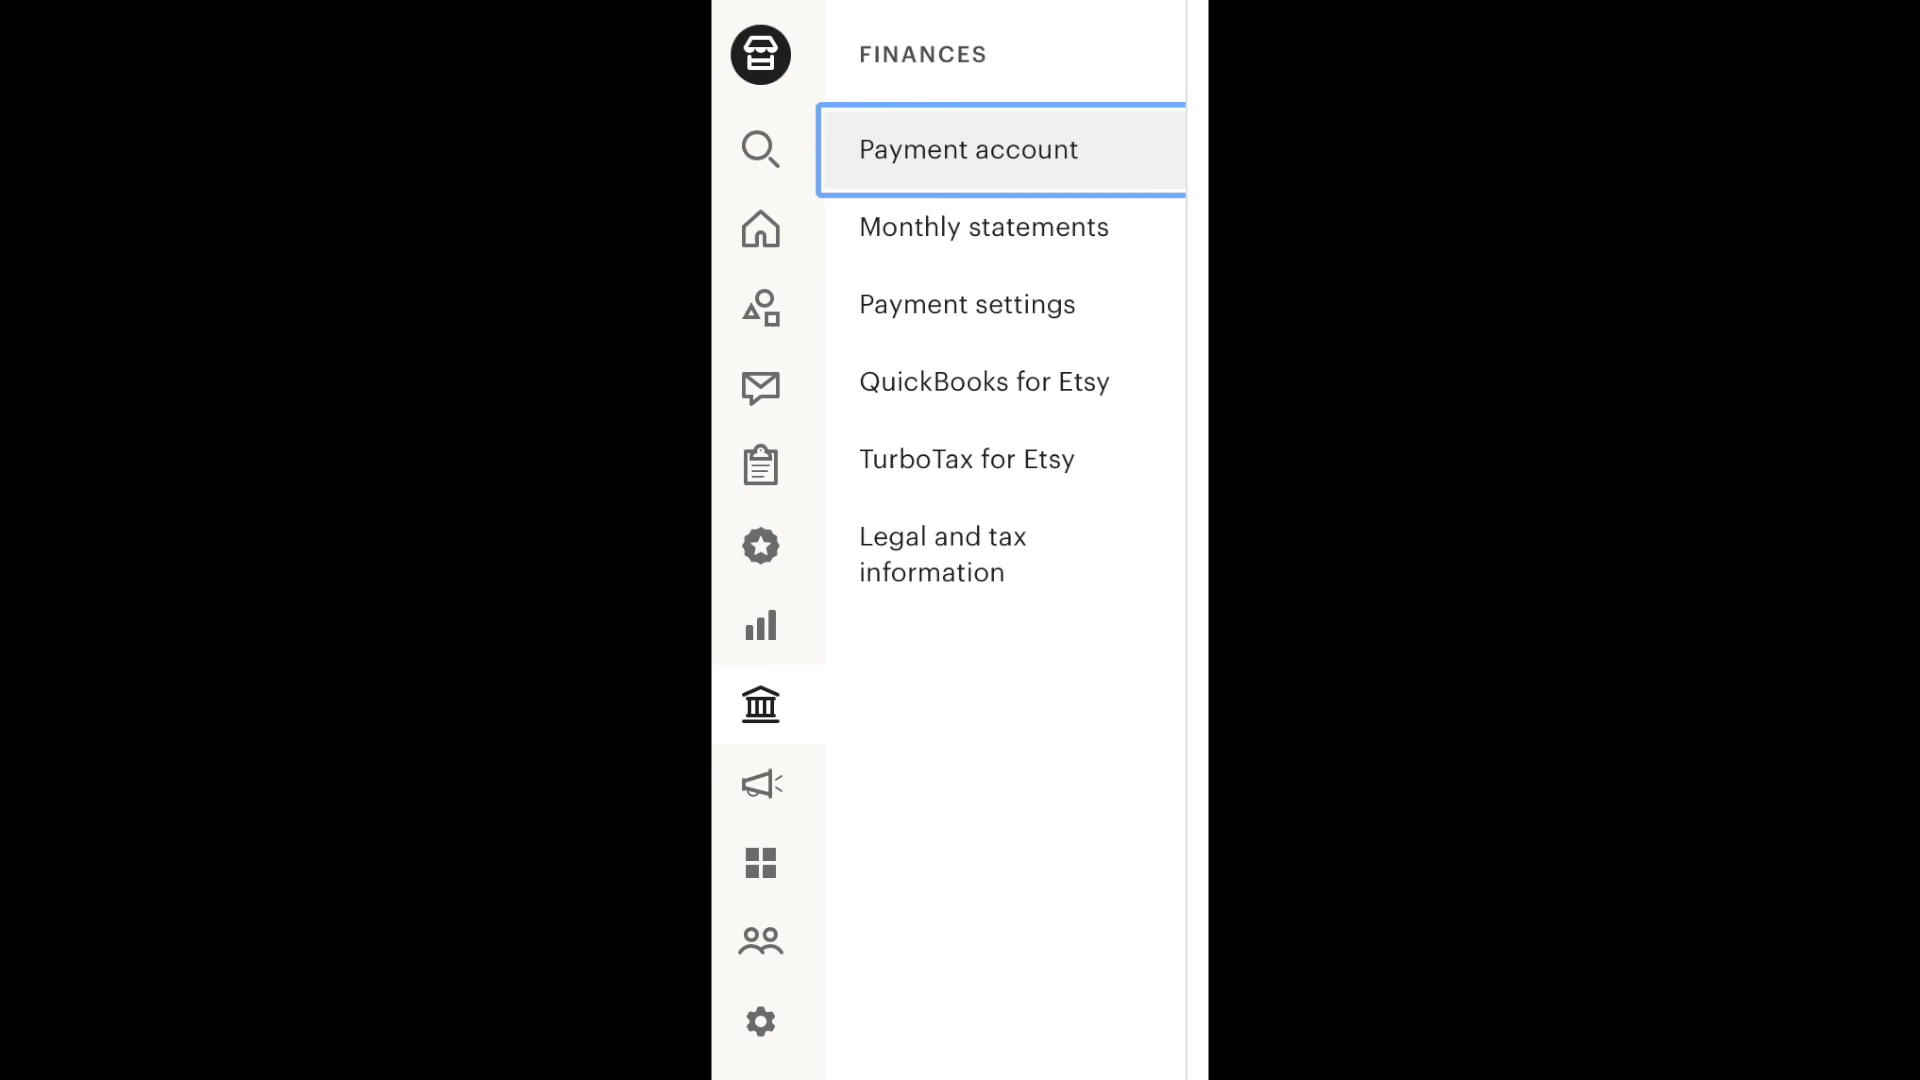 FINANCES
Payment account
Monthly statements
Payment settings
QuickBooks for Etsy
TurboTax for Etsy
Legal and tax
information